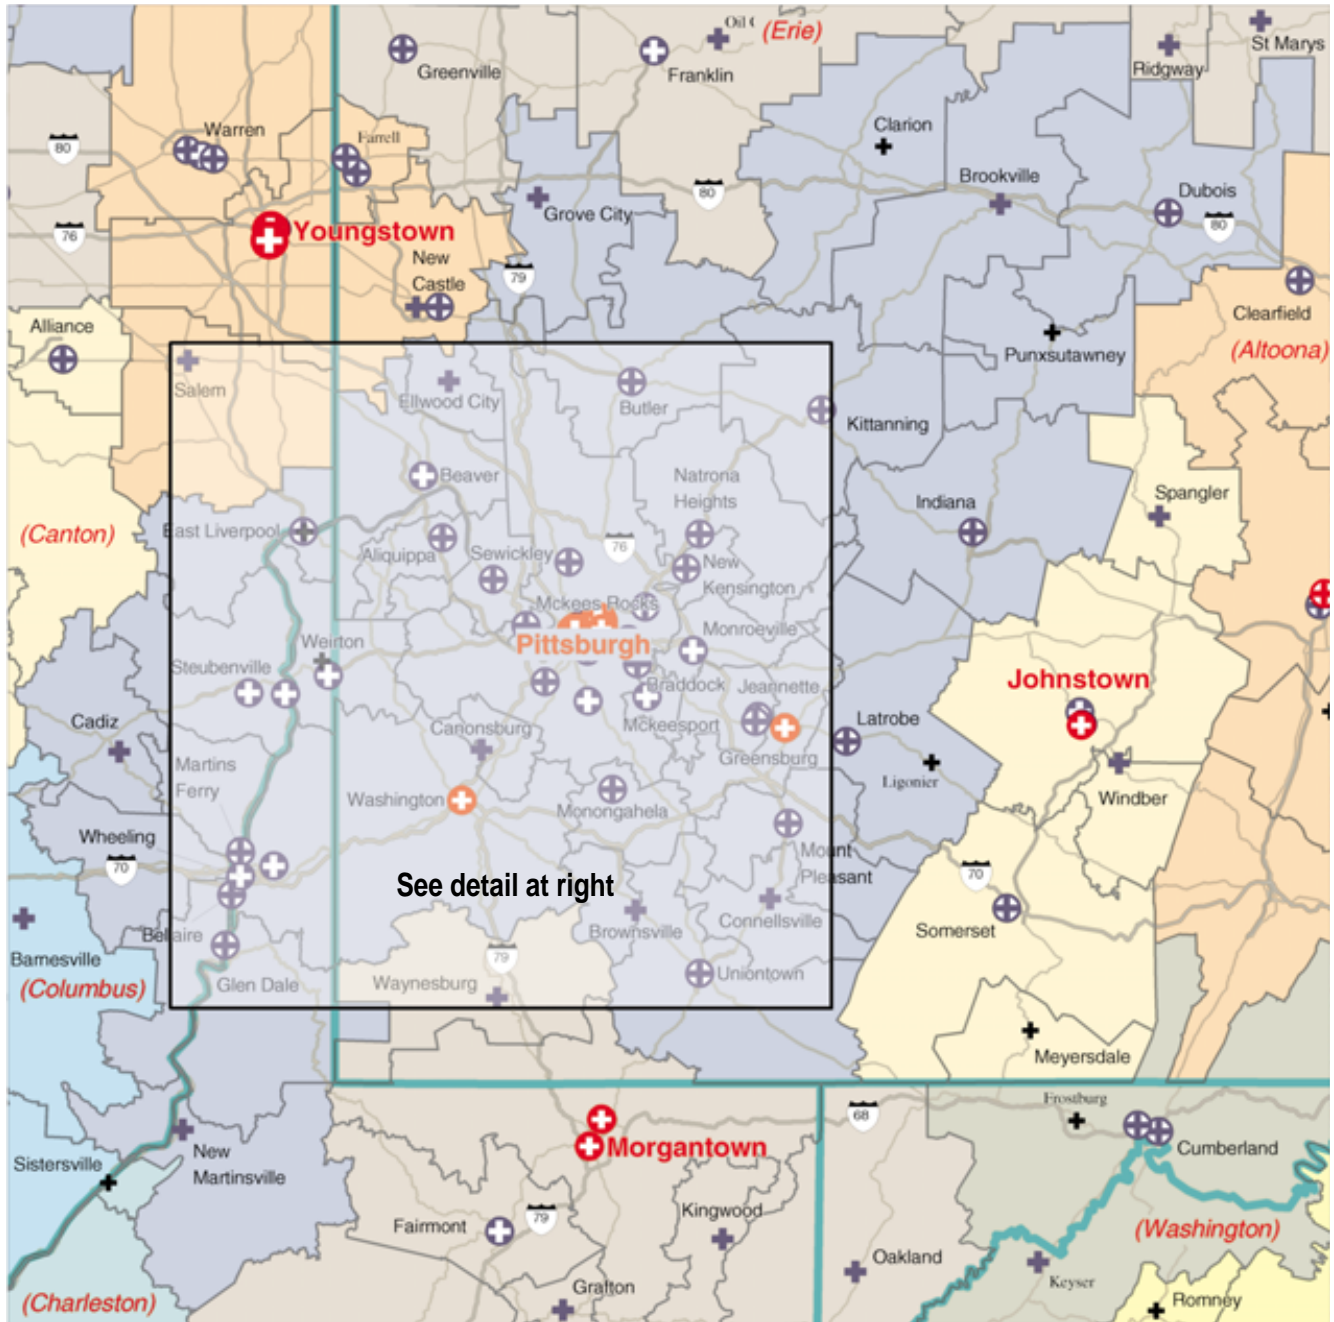 Oil C
(Erie)
St Marys
Greenville
Franklin
Ridgway
80
Warren
Farrell
Clarion
Brookville
80
Dubois
Grove City
80
76
Youngstown
New
Castle
79
Clearfield
Alliance
(Altoona)
Punxsutawney
Salem
Ellwood City
Butler
Kittanning
Beaver
Natrona
Heights
Spangler
Indiana
(Canton)
East Liverpool
Aliquippa
Sewickley
76
New
Kensington
Mckees Rocks
Pittsburgh
Monroeville
Weirton
Steubenville
Braddock
Jeannette
Johnstown
Cadiz
Canonsburg
Mckeesport
Latrobe
Greensburg
Ligonier
Martins
Ferry
Washington
Monongahela
Windber
Wheeling
70
Mount
Pleasant
70
See detail at right
Connellsville
Brownsville
Somerset
Bellaire
Barnesville
79
(Columbus)
Glen Dale
Waynesburg
Uniontown
Meyersdale
Frostburg
68
Morgantown
Cumberland
Sistersville
New
Martinsville
Kingwood
79
Fairmont
(Washington)
Oakland
Keyser
Grafton
(Charleston)
Romney